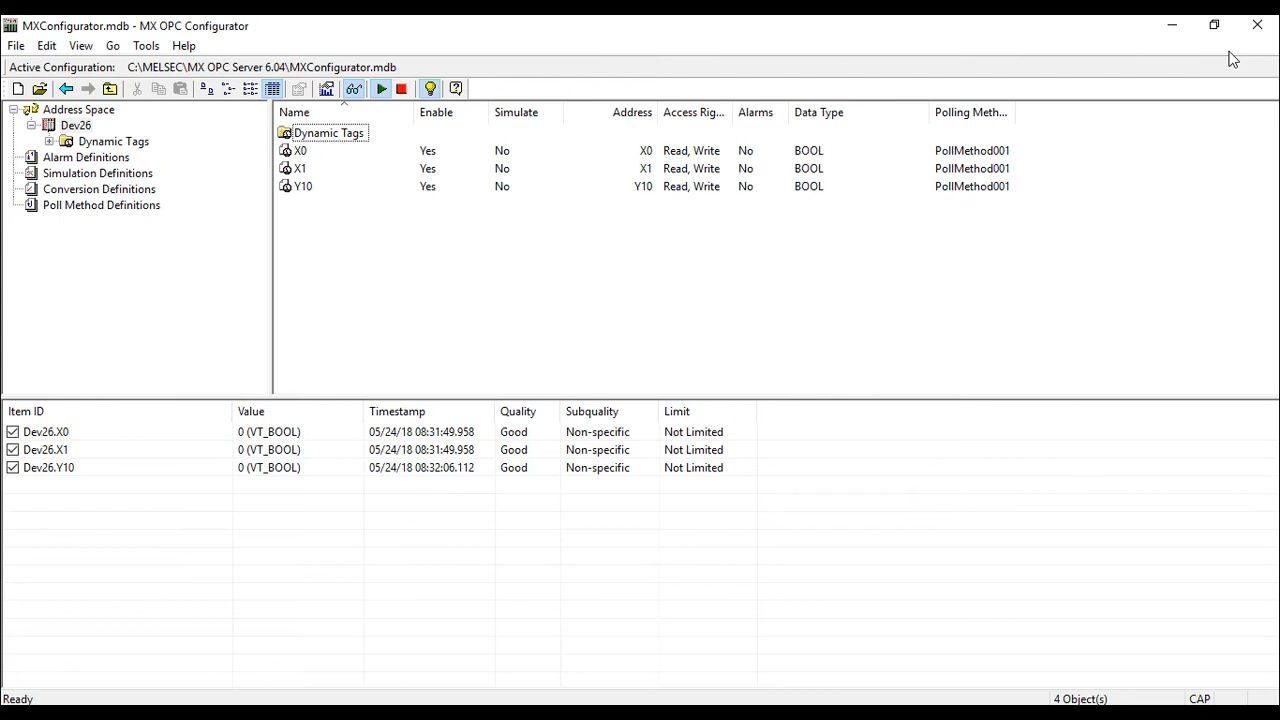 MXConfigurator.mdb - MX OPC Configurator
File Edit View Go Tools Help
Active Configuration: C:\MELSEC\MX OPC Server 6.04\MXConfigurator.mdb
Address Space
Dev26
Dynamic Tags
Alarm Definitions
Simulation Definitions
Conversion Definitions
Poll Method Definitions
Name Enable Simulate Address Access Rig... Alarms Data Type Polling Meth...
Dynamic Tags
X0 Yes No X0 Read, Write No BOOL PollMethod001
X1 Yes No X1 Read, Write No BOOL PollMethod001
Y10 Yes No Y10 Read, Write No BOOL PollMethod001
Item ID Value Timestamp Quality Subquality Limit
Dev26.X0 0 (VT_BOOL) 05/24/18 08:31:49.958 Good Non-specific Not Limited
Dev26.X1 0 (VT_BOOL) 05/24/18 08:31:49.958 Good Non-specific Not Limited
Dev26.Y10 0 (VT_BOOL) 05/24/18 08:32:06.112 Good Non-specific Not Limited
Ready 4 Object(s) CAP